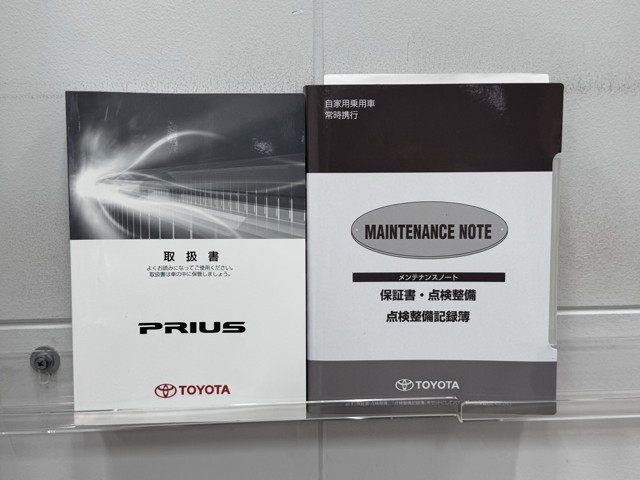 取扱書
よくお読みになってご使用ください。
取扱書は車の中に保管しましょう。
PRIUS
TOYOTA
自家用乗用車
常時携行
MAINTENANCE NOTE
メンテナンスノート
保証書・点検整備
点検整備記録簿
TOYOTA